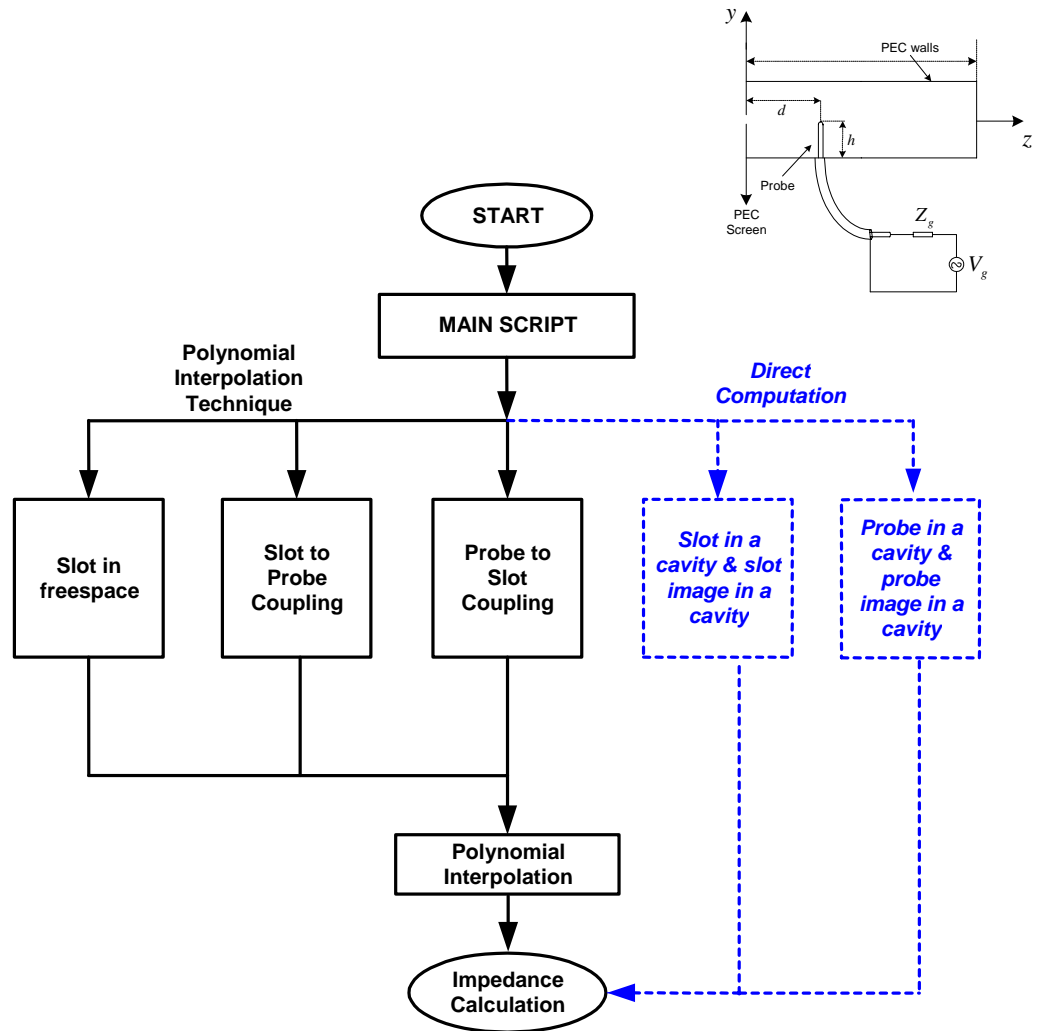 y
PEC walls
d
h
z
Probe
PEC
Screen
Z_g
V_g
START
MAIN SCRIPT
Polynomial
Interpolation
Technique
Direct
Computation
Slot in
freespace
Slot to
Probe
Coupling
Probe to
Slot
Coupling
Slot in a
cavity & slot
image in a
cavity
Probe in a
cavity &
probe
image in a
cavity
Polynomial
Interpolation
Impedance
Calculation